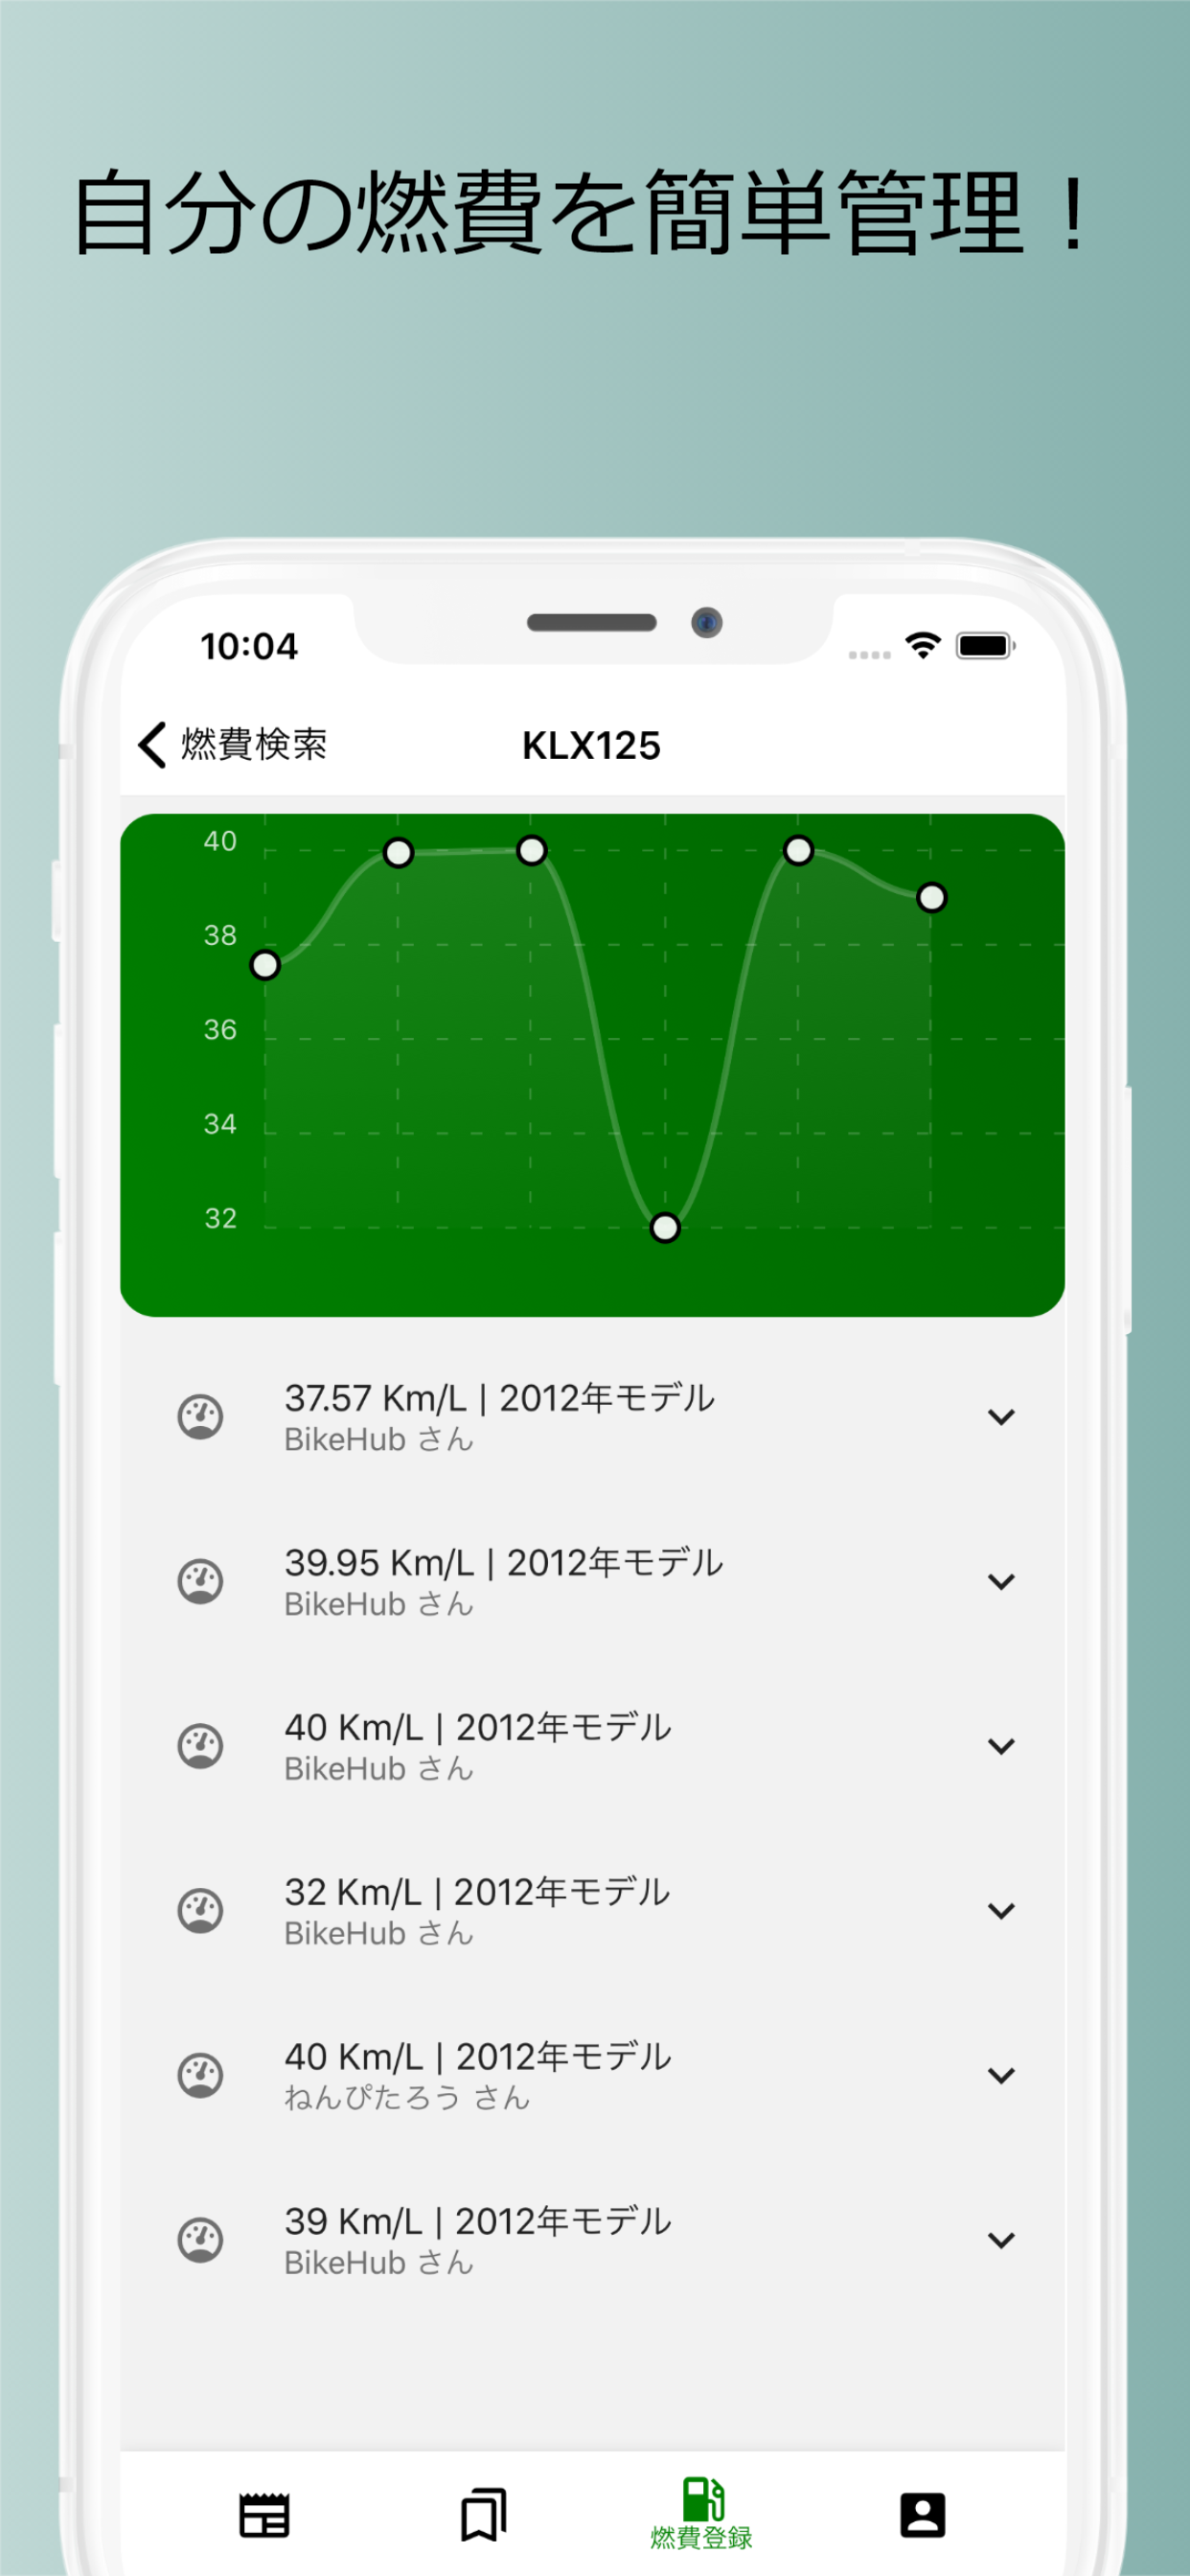 自分の燃費を簡単管理！
10:04
燃費検索
KLX125
40
38
36
34
32
37.57 Km/L | 2012年モデル
BikeHub さん
39.95 Km/L | 2012年モデル
BikeHub さん
40 Km/L | 2012年モデル
BikeHub さん
32 Km/L | 2012年モデル
BikeHub さん
40 Km/L | 2012年モデル
ねんぴたろう さん
39 Km/L | 2012年モデル
BikeHub さん
燃費登録